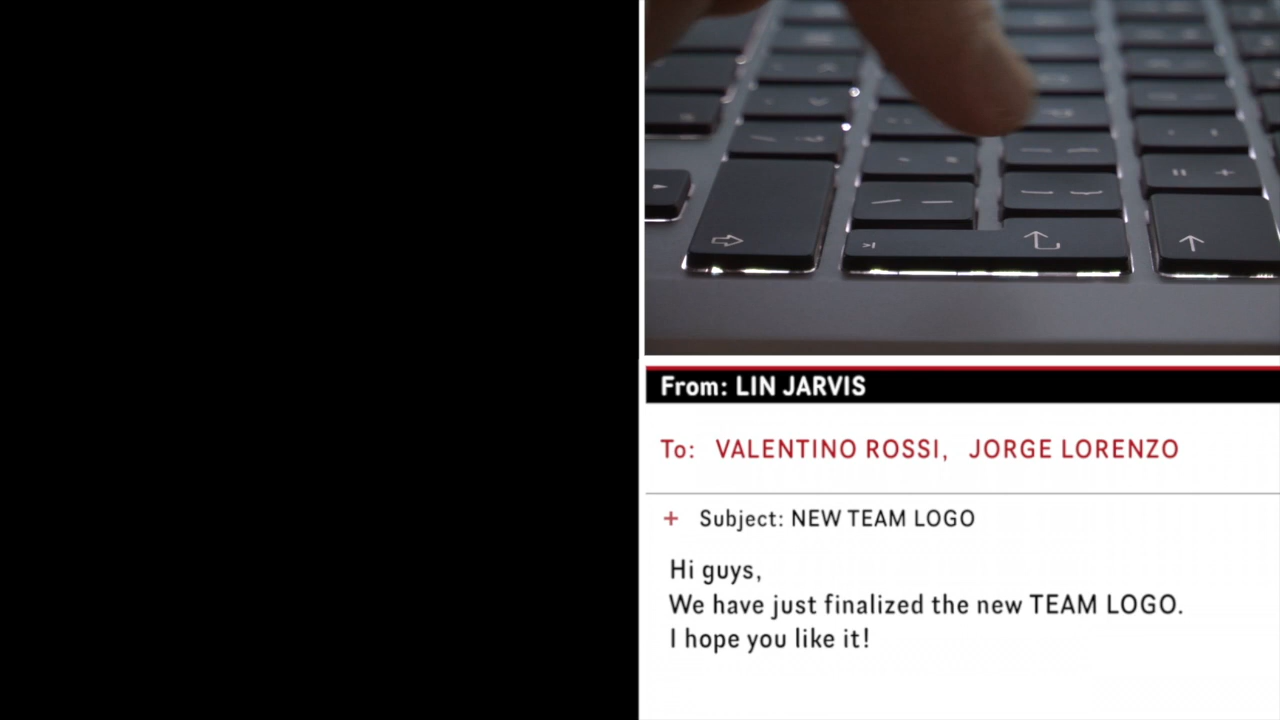 From: LIN JARVIS
To: VALENTINO ROSSI, JORGE LORENZO
+ Subject: NEW TEAM LOGO
Hi guys,
We have just finalized the new TEAM LOGO.
I hope you like it!